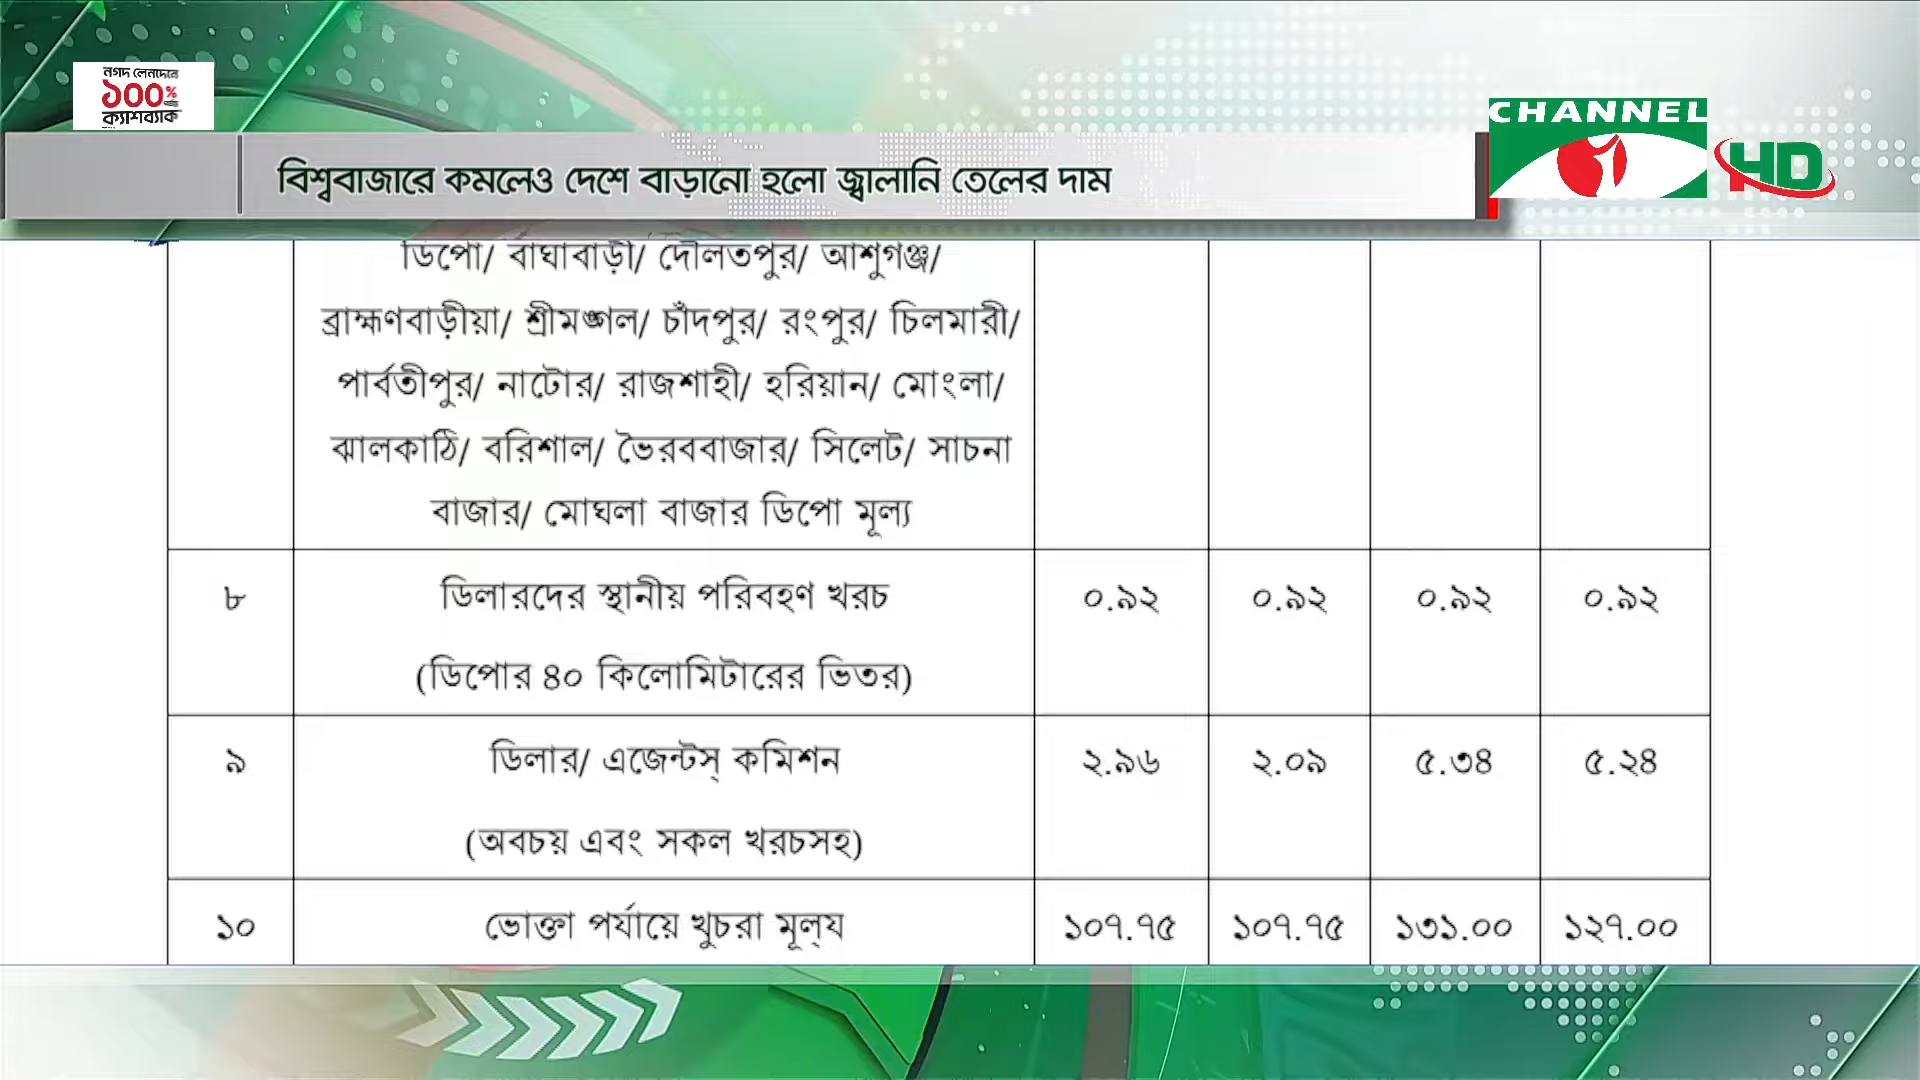 নগদ লেনদেনে
১০০%
ক্যাশব্যাক
CHANNEL
HD
বিশ্ববাজারে কমলেও দেশে বাড়ানো হলো জ্বালানি তেলের দাম
ডিপো/ বাঘাবাড়ী/ দৌলতপুর/ আশুগঞ্জ/
ব্রাহ্মণবাড়ীয়া/ শ্রীমঙ্গল/ চাঁদপুর/ রংপুর/ চিলমারী/
পার্বতীপুর/ নাটোর/ রাজশাহী/ হরিয়ান/ মোংলা/
ঝালকাঠি/ বরিশাল/ ভৈরববাজার/ সিলেট/ সাচনা
বাজার/ মোঘলা বাজার ডিপো মূল্য
৮ ডিলারদের স্থানীয় পরিবহণ খরচ ০.৯২ ০.৯২ ০.৯২ ০.৯২
(ডিপোর ৪০ কিলোমিটারের ভিতর)
৯ ডিলার/ এজেন্টস্ কমিশন ২.৯৬ ২.০৯ ৫.৩৪ ৫.২৪
(অবচয় এবং সকল খরচসহ)
১০ ভোক্তা পর্যায়ে খুচরা মূল্য ১০৭.৭৫ ১০৭.৭৫ ১৩১.০০ ১২৭.০০